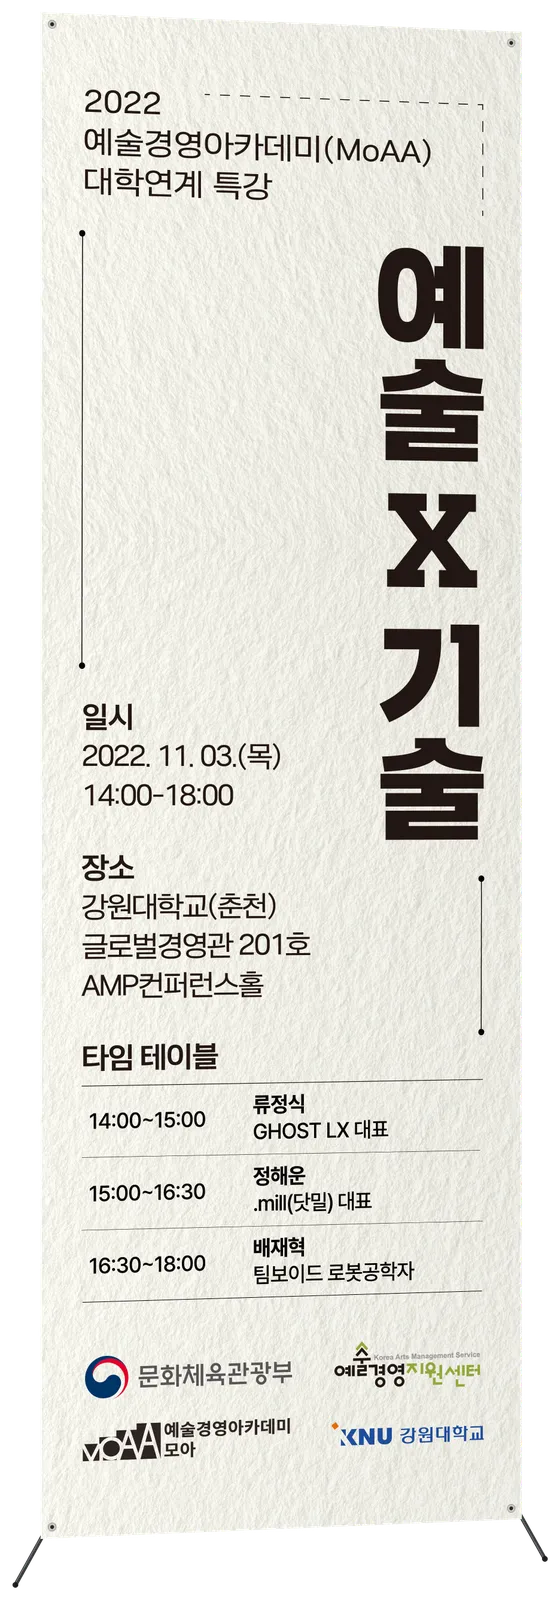 2022
예술경영아카데미(MoAA)
대학연계 특강
예술 X 기술
일시
2022. 11. 03.(목)
14:00-18:00
장소
강원대학교(춘천)
글로벌경영관 201호
AMP컨퍼런스홀
타임 테이블
14:00~15:00
류정식
GHOST LX 대표
15:00~16:30
정해운
.mill(닷밀) 대표
16:30~18:00
배재혁
팀보이드 로봇공학자
문화체육관광부
Korea Arts Management Service
예술경영지원센터
MOAA
예술경영아카데미
모아
KNU 강원대학교